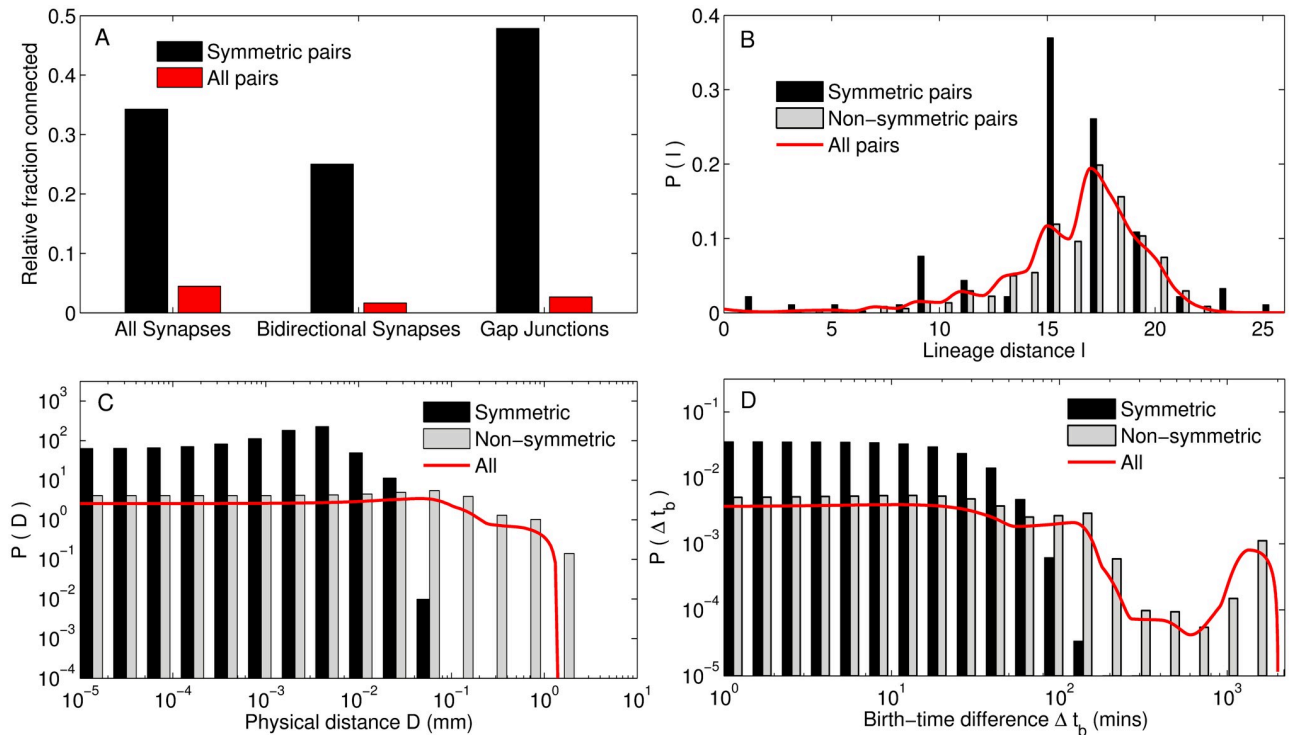 A
Symmetric pairs
All pairs
Relative fraction connected
0.5
0.4
0.3
0.2
0.1
0
All Synapses Bidirectional Synapses Gap Junctions
B
Symmetric pairs
Non−symmetric pairs
All pairs
P ( l )
0.4
0.3
0.2
0.1
0
0 5 10 15 20 25
Lineage distance l
C
Symmetric
Non−symmetric
All
P ( D )
10^3
10^2
10^1
10^0
10^-1
10^-2
10^-3
10^-4
10^-5 10^-4 10^-3 10^-2 10^-1 10^0 10^1
Physical distance D (mm)
D
Symmetric
Non−symmetric
All
P ( Δ t_b )
10^-1
10^-2
10^-3
10^-4
10^-5
10^0 10^1 10^2 10^3
Birth−time difference Δ t_b (mins)